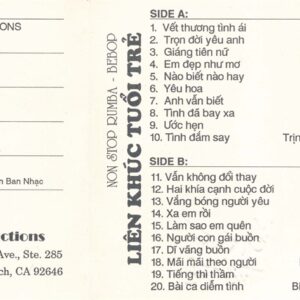 IONS
n Ban Nhạc
ctions
Ave., Ste. 285
ch, CA 92646
NON STOP RUMBA - BEBOP
LIÊN KHÚC TUỔI TRẺ
SIDE A:
1. Vết thương tình ái
2. Trọn đời yêu anh
3. Giáng tiên nữ
4. Em đẹp như mơ
5. Nào biết nào hay
6. Yêu hoa
7. Anh vẫn biết
8. Tình đã bay xa
9. Ước hẹn
10. Tình đắm say Trịn
SIDE B:
11. Vẫn không đổi thay
12. Hai khía cạnh cuộc đời
13. Vắng bóng người yêu
14. Xa em rồi
15. Làm sao em quên
16. Người con gái buồn
17. Dĩ vãng buồn
18. Mãi mãi theo người
19. Tiếng thì thầm
20. Bài ca diễm tình B